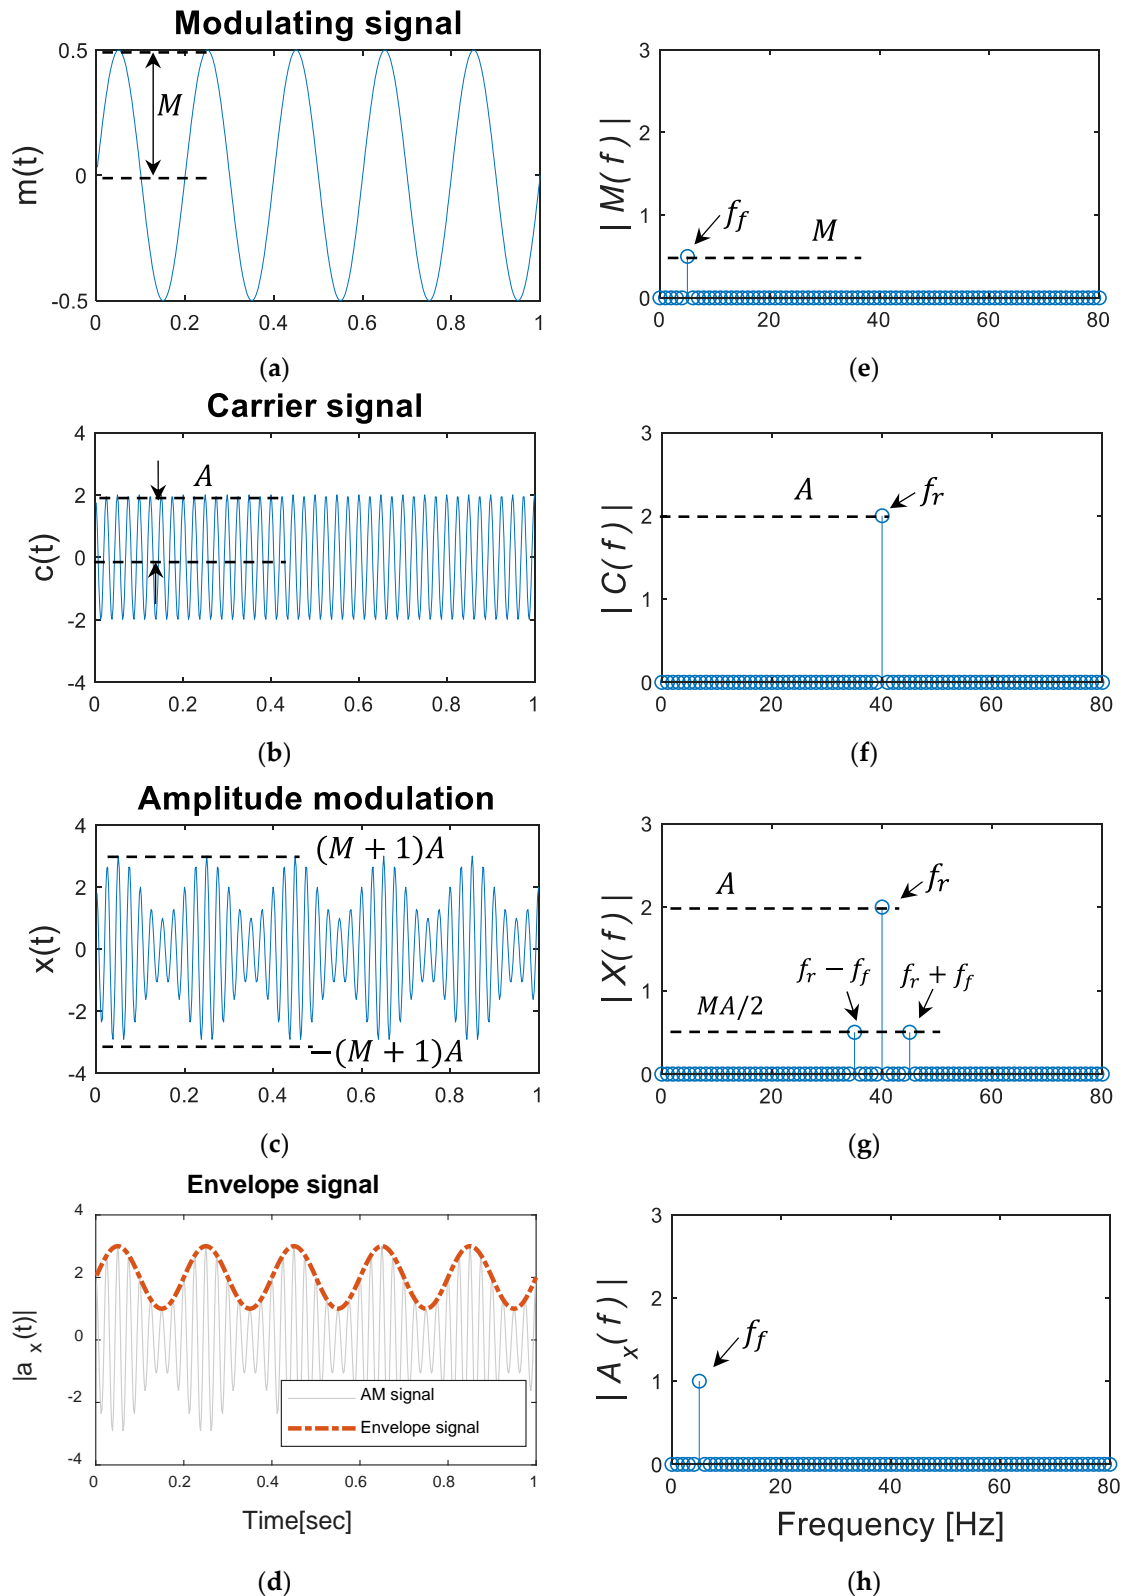 Modulating signal
0.5
0
-0.5
m(t)
M
0 0.2 0.4 0.6 0.8 1
(a)
3
2
1
0
| M( f ) |
f_f
M
0 20 40 60 80
(e)
Carrier signal
4
2
0
-2
-4
c(t)
A
0 0.2 0.4 0.6 0.8 1
(b)
3
2
1
0
| C( f ) |
A
f_r
0 20 40 60 80
(f)
Amplitude modulation
4
2
0
-2
-4
x(t)
(M + 1)A
−(M + 1)A
0 0.2 0.4 0.6 0.8 1
(c)
3
2
1
0
| X( f ) |
A
f_r
f_r − f_f
f_r + f_f
MA/2
0 20 40 60 80
(g)
Envelope signal
4
2
0
-2
-4
|a_x(t)|
AM signal
Envelope signal
0 0.2 0.4 0.6 0.8 1
Time[sec]
(d)
3
2
1
0
| A_x( f ) |
f_f
0 20 40 60 80
Frequency [Hz]
(h)